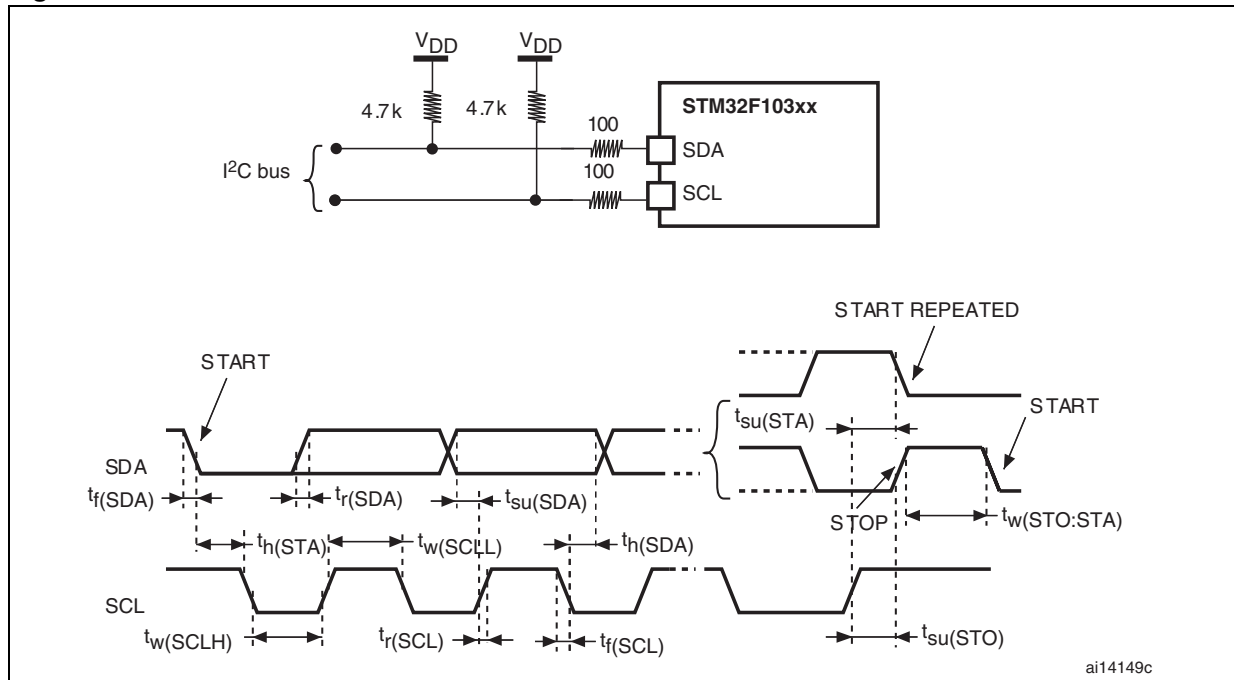 VDD VDD
4.7k 4.7k
STM32F103xx
100
SDA
I²C bus
100
SCL
START REPEATED
START
tsu(STA)
START
SDA
tf(SDA) tr(SDA) tsu(SDA)
STOP
tw(STO:STA)
th(STA) tw(SCLL) th(SDA)
SCL
tw(SCLH) tr(SCL) tf(SCL) tsu(STO)
ai14149c